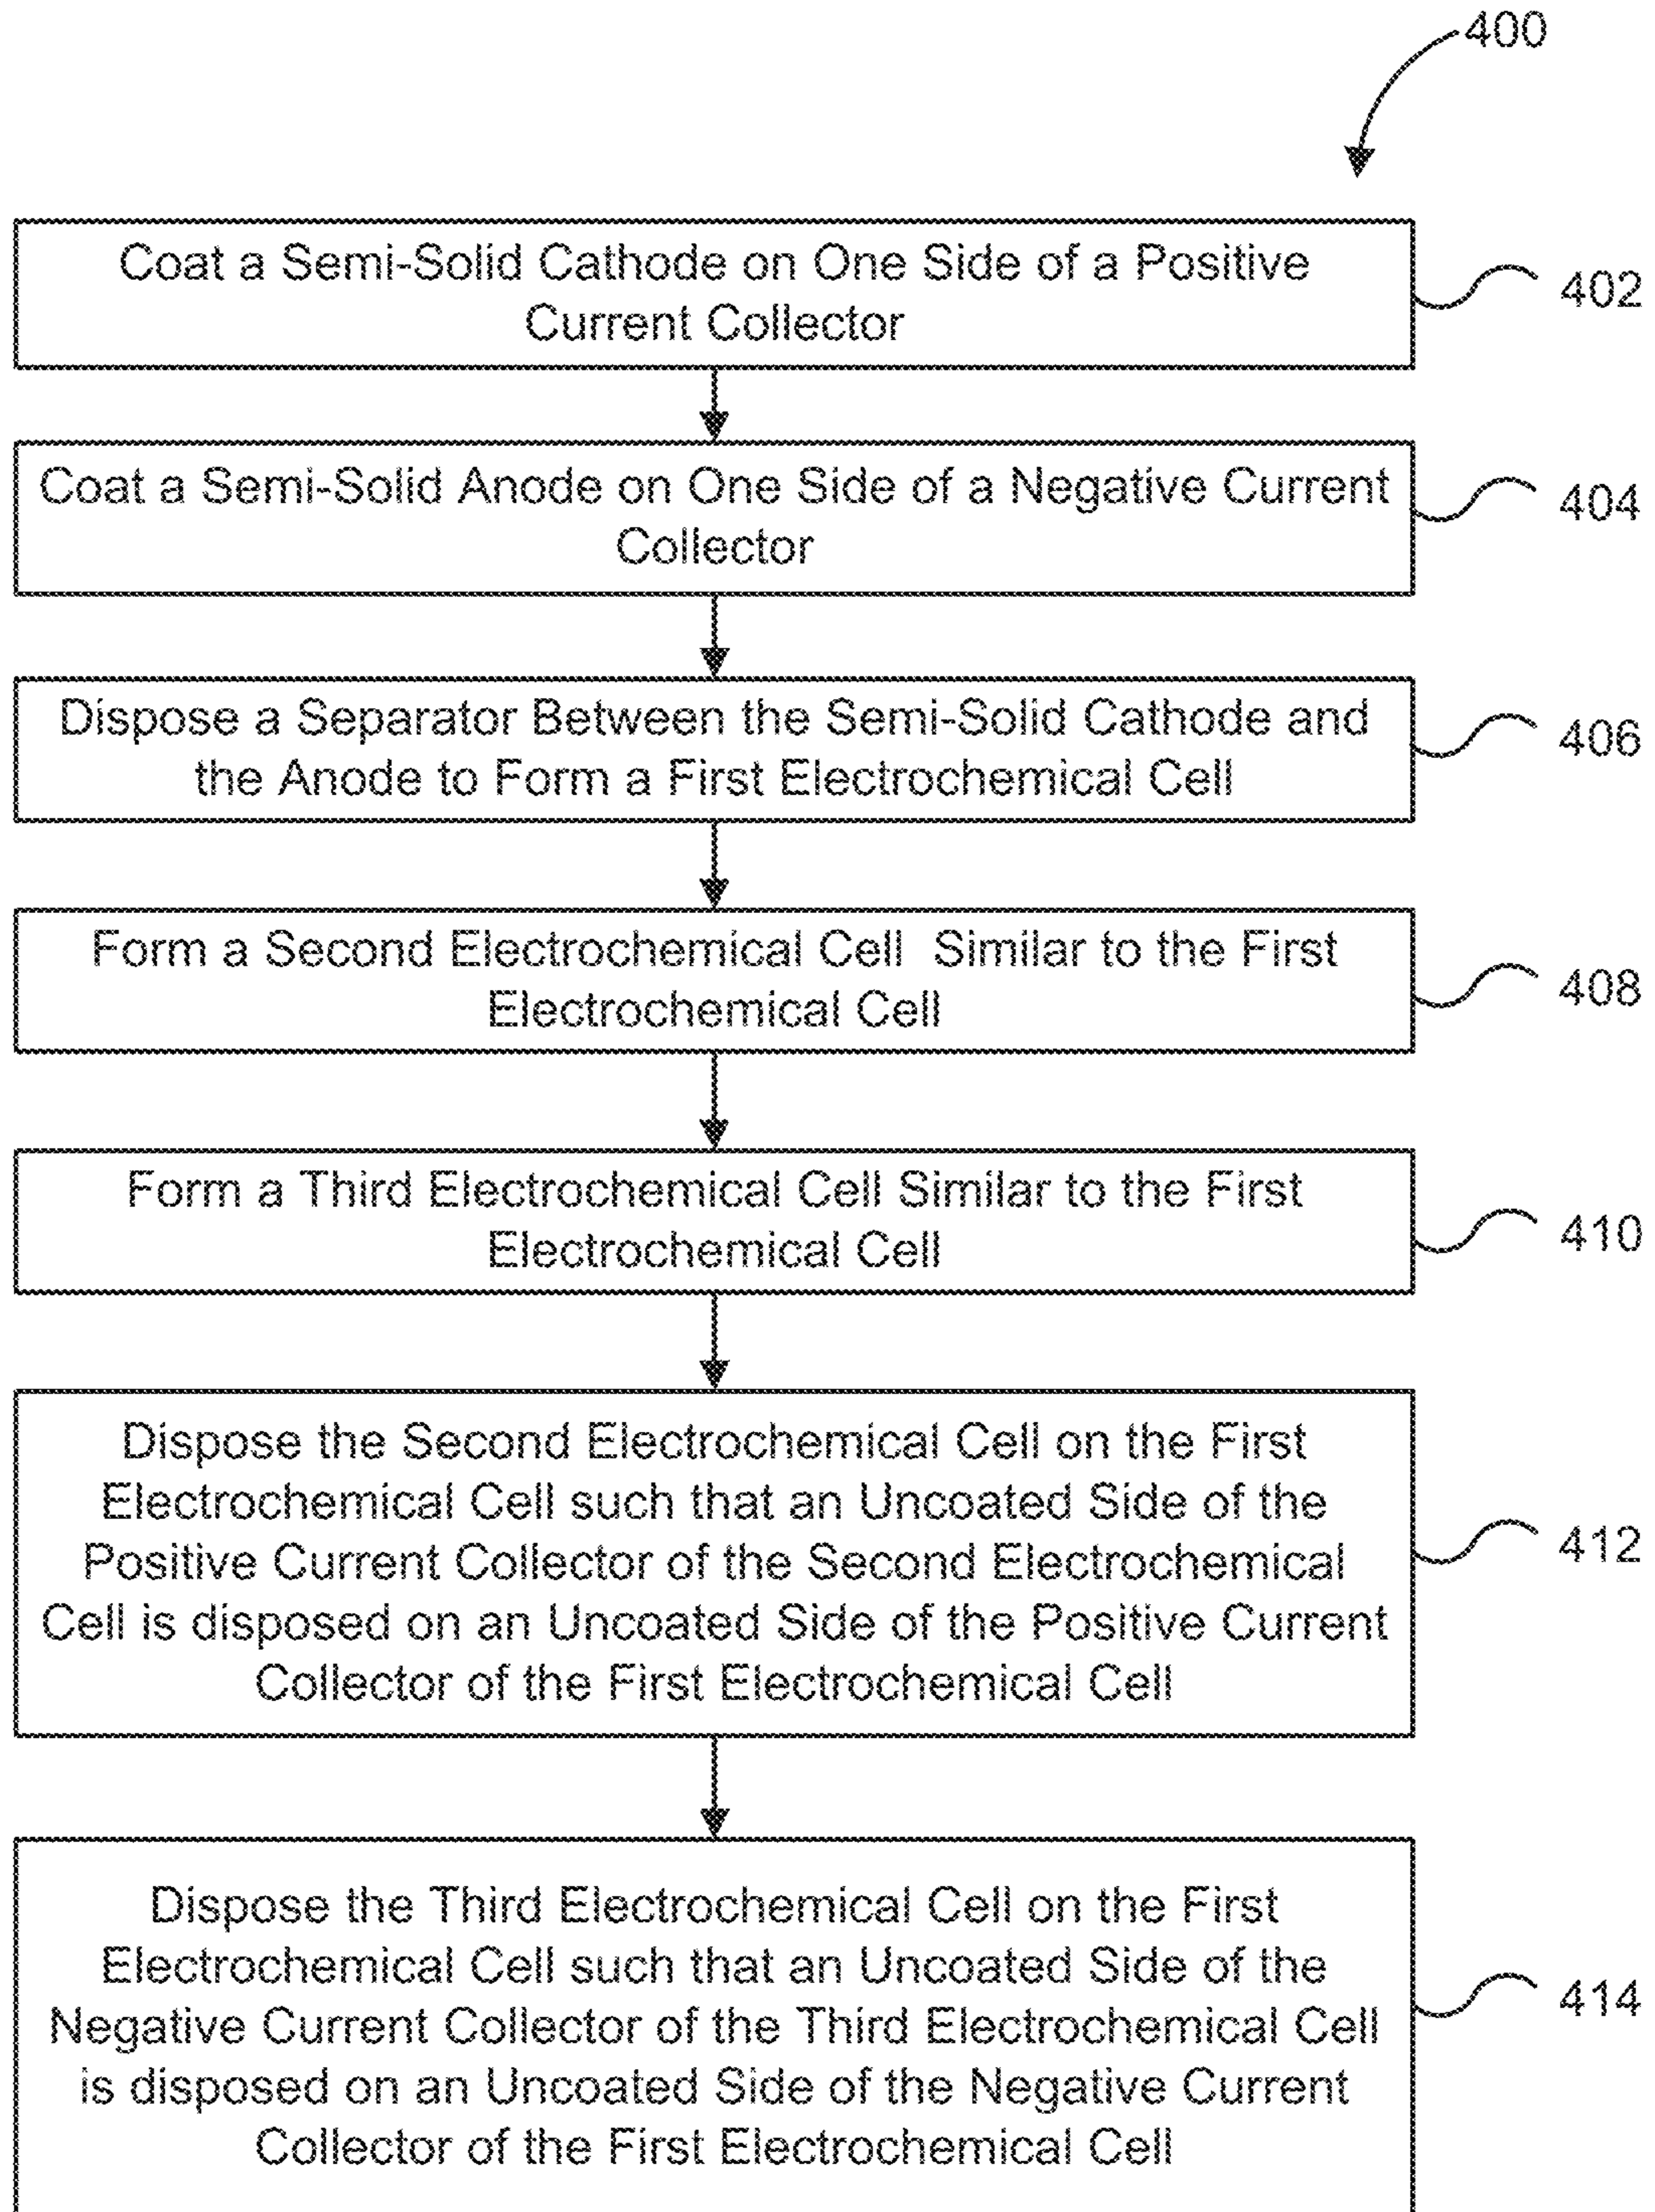 400
Coat a Semi-Solid Cathode on One Side of a Positive
Current Collector
402
Coat a Semi-Solid Anode on One Side of a Negative Current
Collector
404
Dispose a Separator Between the Semi-Solid Cathode and
the Anode to Form a First Electrochemical Cell
406
Form a Second Electrochemical Cell Similar to the First
Electrochemical Cell
408
Form a Third Electrochemical Cell Similar to the First
Electrochemical Cell
410
Dispose the Second Electrochemical Cell on the First
Electrochemical Cell such that an Uncoated Side of the
Positive Current Collector of the Second Electrochemical
Cell is disposed on an Uncoated Side of the Positive Current
Collector of the First Electrochemical Cell
412
Dispose the Third Electrochemical Cell on the First
Electrochemical Cell such that an Uncoated Side of the
Negative Current Collector of the Third Electrochemical Cell
is disposed on an Uncoated Side of the Negative Current
Collector of the First Electrochemical Cell
414